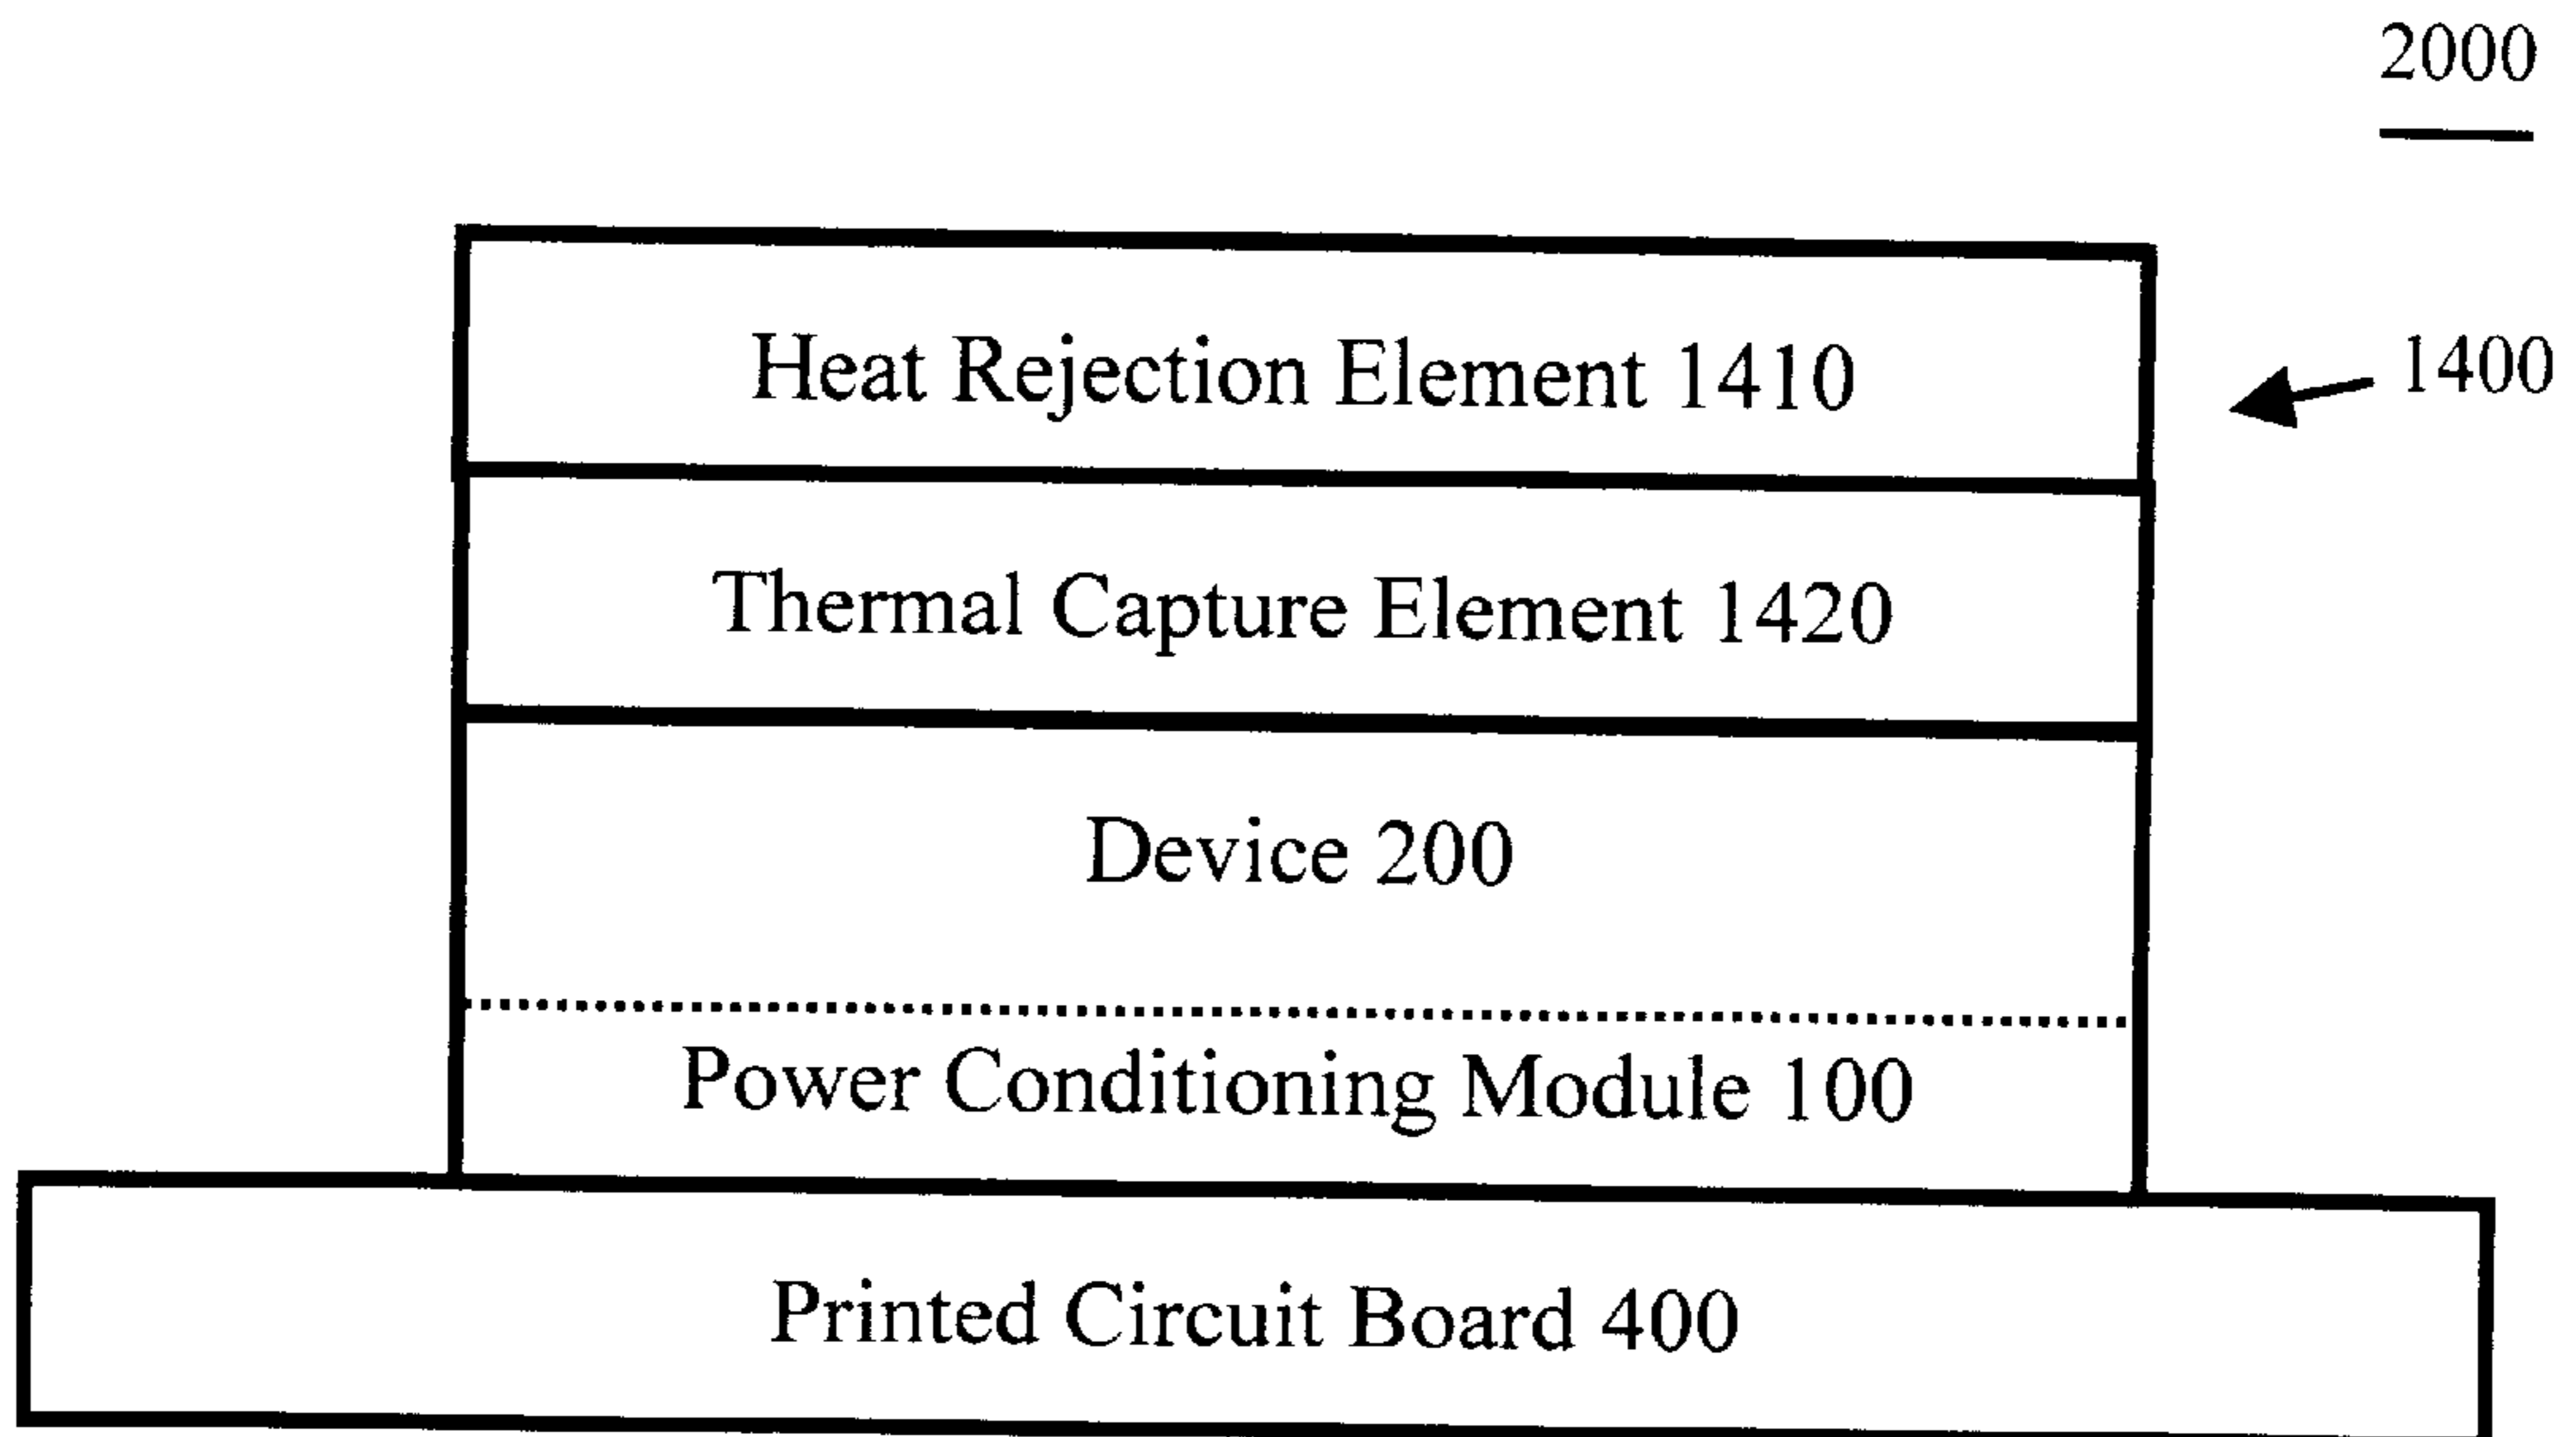 2000
Heat Rejection Element 1410
1400
Thermal Capture Element 1420
Device 200
Power Conditioning Module 100
Printed Circuit Board 400